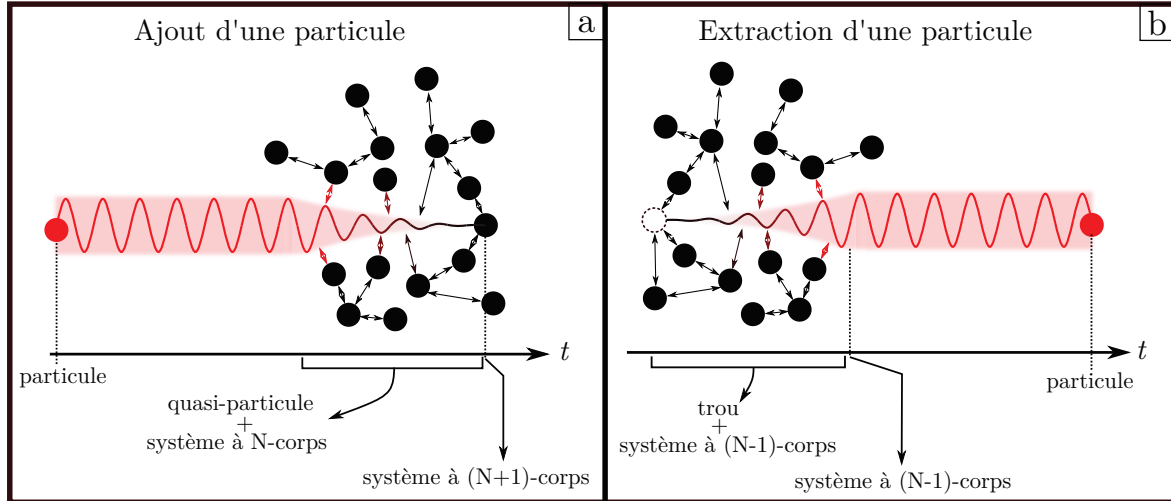 Ajout d'une particule
a
t
particule
quasi-particule
+
système à N-corps
système à (N+1)-corps
Extraction d'une particule
b
t
particule
trou
+
système à (N-1)-corps
système à (N-1)-corps